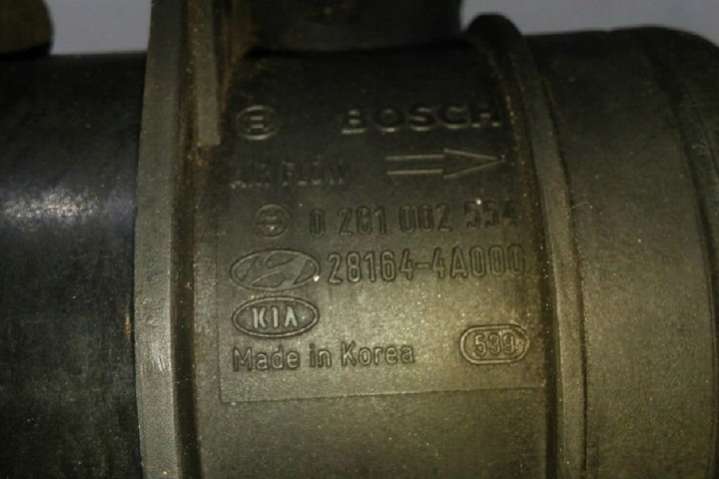 BOSCH
AIR FLOW
0 281 002 554
28164-4A000
KIA
Made in Korea 539